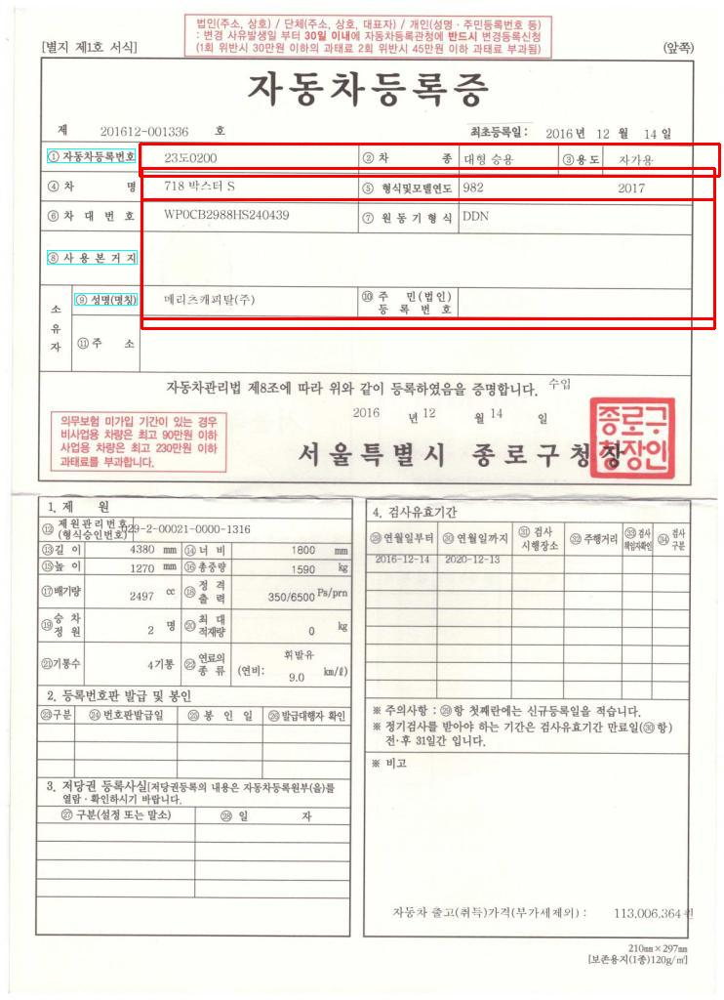 법인(주소, 상호) / 단체(주소, 상호, 대표자) / 개인(성명·주민등록번호 등)
: 변경 사유발생일 부터 30일 이내에 자동차등록관청에 반드시 변경등록신청
(1회 위반시 30만원 이하의 과태료 2회 위반시 45만원 이하 과태료 부과됨)
[별지 제1호 서식] (앞쪽)
자동차등록증
제 201612-001336 호 최초등록일 : 2016년 12 월 14 일
① 자동차등록번호 23도0200 ② 차 종 대형 승용 ③ 용도 자가용
④ 차 명 718 박스터 S ⑤ 형식및모델연도 982 2017
⑥ 차 대 번 호 WP0CB2988HS240439 ⑦ 원 동 기 형 식 DDN
⑧ 사 용 본 거 지
소 유 자 ⑨ 성명(명칭) 메리츠캐피탈(주) ⑩ 주 민(법인) 등 록 번 호
⑪ 주 소
자동차관리법 제8조에 따라 위와 같이 등록하였음을 증명합니다. 수입
2016 년 12 월 14 일
의무보험 미가입 기간이 있는 경우
비사업용 차량은 최고 90만원 이하
사업용 차량은 최고 230만원 이하
과태료를 부과합니다.
서울특별시 종로구청장
종로구
청장인
1. 제 원
⑫ 제원관리번호 (형식승인번호) 029-2-00021-0000-1316
⑬ 길 이 4380 mm ⑭ 너 비 1800 mm
⑮ 높 이 1270 mm ⑯ 총중량 1590 kg
⑰ 배기량 2497 cc ⑱ 정 격 출 력 350/6500 Ps/prn
⑲ 승 차 정 원 2 명 ⑳ 최 대 적재량 0 kg
㉑ 기통수 4기통 ㉒ 연료의 종 류 휘발유 (연비: 9.0 km/ℓ)
2. 등록번호판 발급 및 봉인
㉓ 구분 ㉔ 번호판발급일 ㉕ 봉 인 일 ㉖ 발급대행자 확인
3. 저당권 등록사실[저당권등록의 내용은 자동차등록원부(을)를
열람·확인하시기 바랍니다.
㉗ 구분(설정 또는 말소) ㉘ 일 자
4. 검사유효기간
㉙ 연월일부터 ㉚ 연월일까지 ㉛ 검사 시행장소 ㉜ 주행거리 ㉝ 검사 책임자확인 ㉞ 검사 구분
2016-12-14 2020-12-13
※ 주의사항 : ㉙항 첫째란에는 신규등록일을 적습니다.
※ 정기검사를 받아야 하는 기간은 검사유효기간 만료일(㉚항)
전·후 31일간 입니다.
※ 비고
자동차 출고(취득)가격(부가세제외) : 113,006,364원
210㎜×297㎜
[보존용지(1종)120g/㎡]